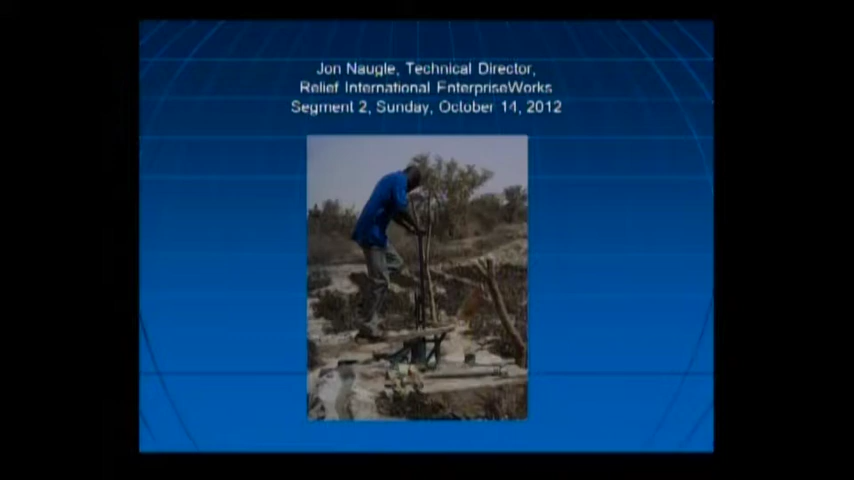 Jon Naugle, Technical Director,
Relief International EnterpriseWorks
Segment 2, Sunday, October 14, 2012